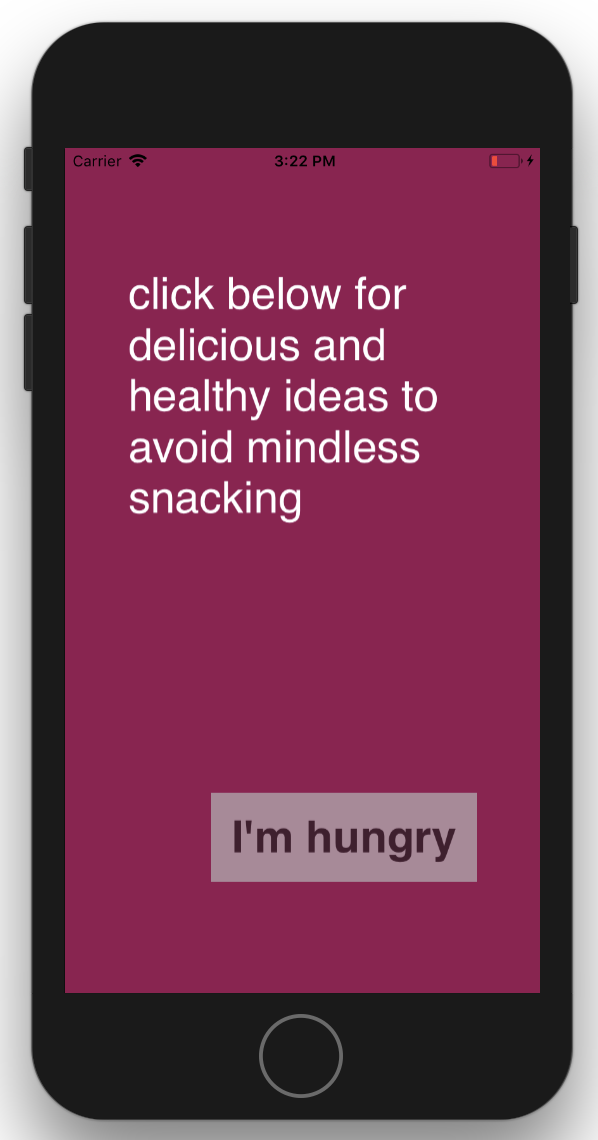 Carrier 3:22 PM
click below for
delicious and
healthy ideas to
avoid mindless
snacking
I'm hungry